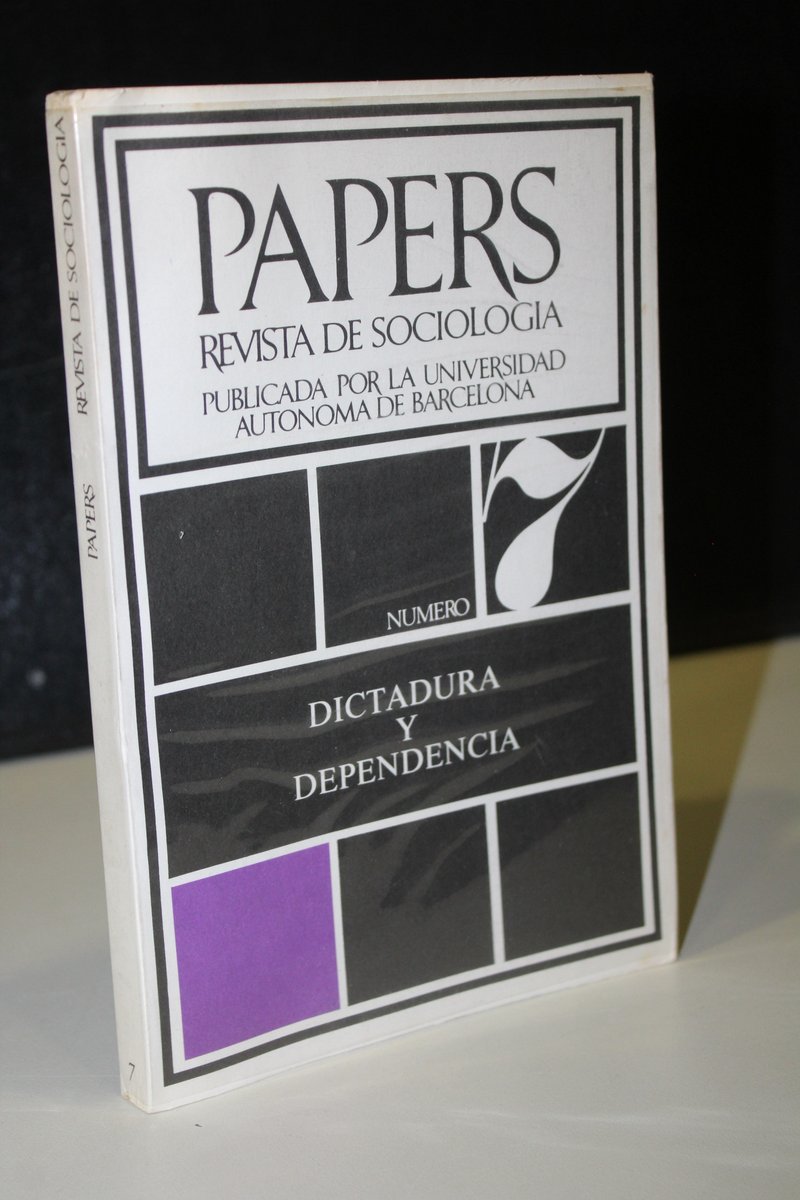 PAPERS
REVISTA DE SOCIOLOGIA
PUBLICADA POR LA UNIVERSIDAD
AUTONOMA DE BARCELONA
NUMERO
7
DICTADURA
Y
DEPENDENCIA
PAPERS REVISTA DE SOCIOLOGIA
7